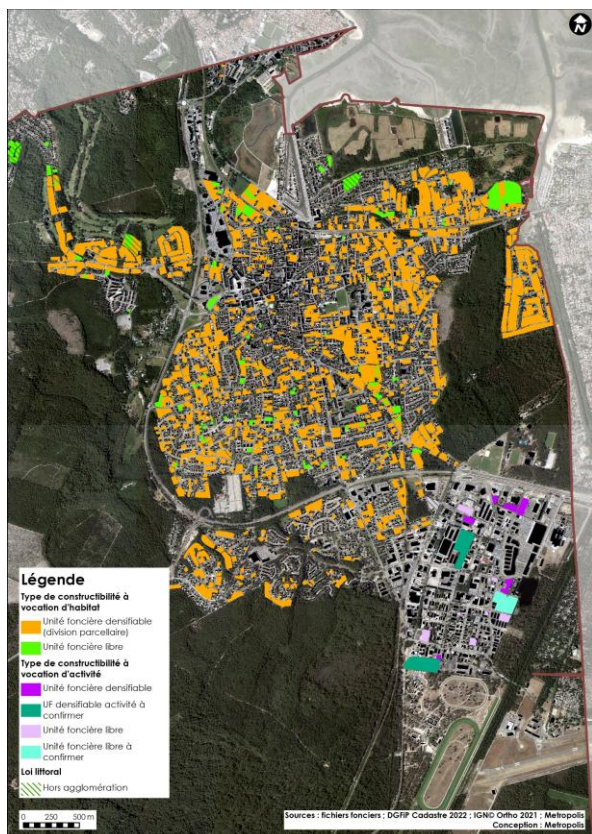 N
Légende
Type de constructibilité à
vocation d'habitat
Unité foncière densifiable
(division parcellaire)
Unité foncière libre
Type de constructibilité à
vocation d'activité
Unité foncière densifiable
UF densifiable activité à
confirmer
Unité foncière libre
Unité foncière libre à
confirmer
Loi littoral
Hors agglomération
0 250 500 m
Sources : fichiers fonciers ; DGFiP Cadastre 2022 ; IGN© Ortho 2021 ; Metropolis
Conception : Metropolis